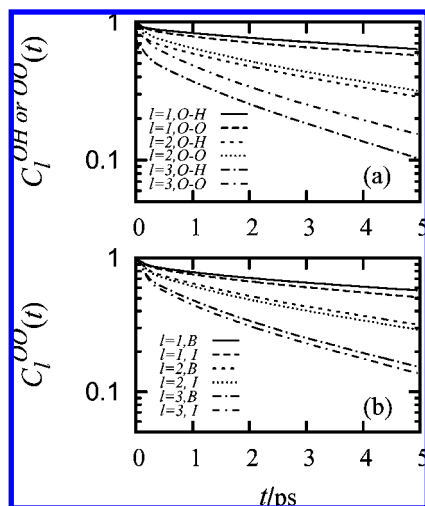 C_l^{OH or OO}(t)
1
0.1
l=1,O-H
l=1,O-O
l=2,O-H
l=2,O-O
l=3,O-H
l=3,O-O
(a)
0 1 2 3 4 5
C_l^{OO}(t)
1
0.1
l=1,B
l=1, I
l=2,B
l=2, I
l=3,B
l=3, I
(b)
0 1 2 3 4 5
t/ps